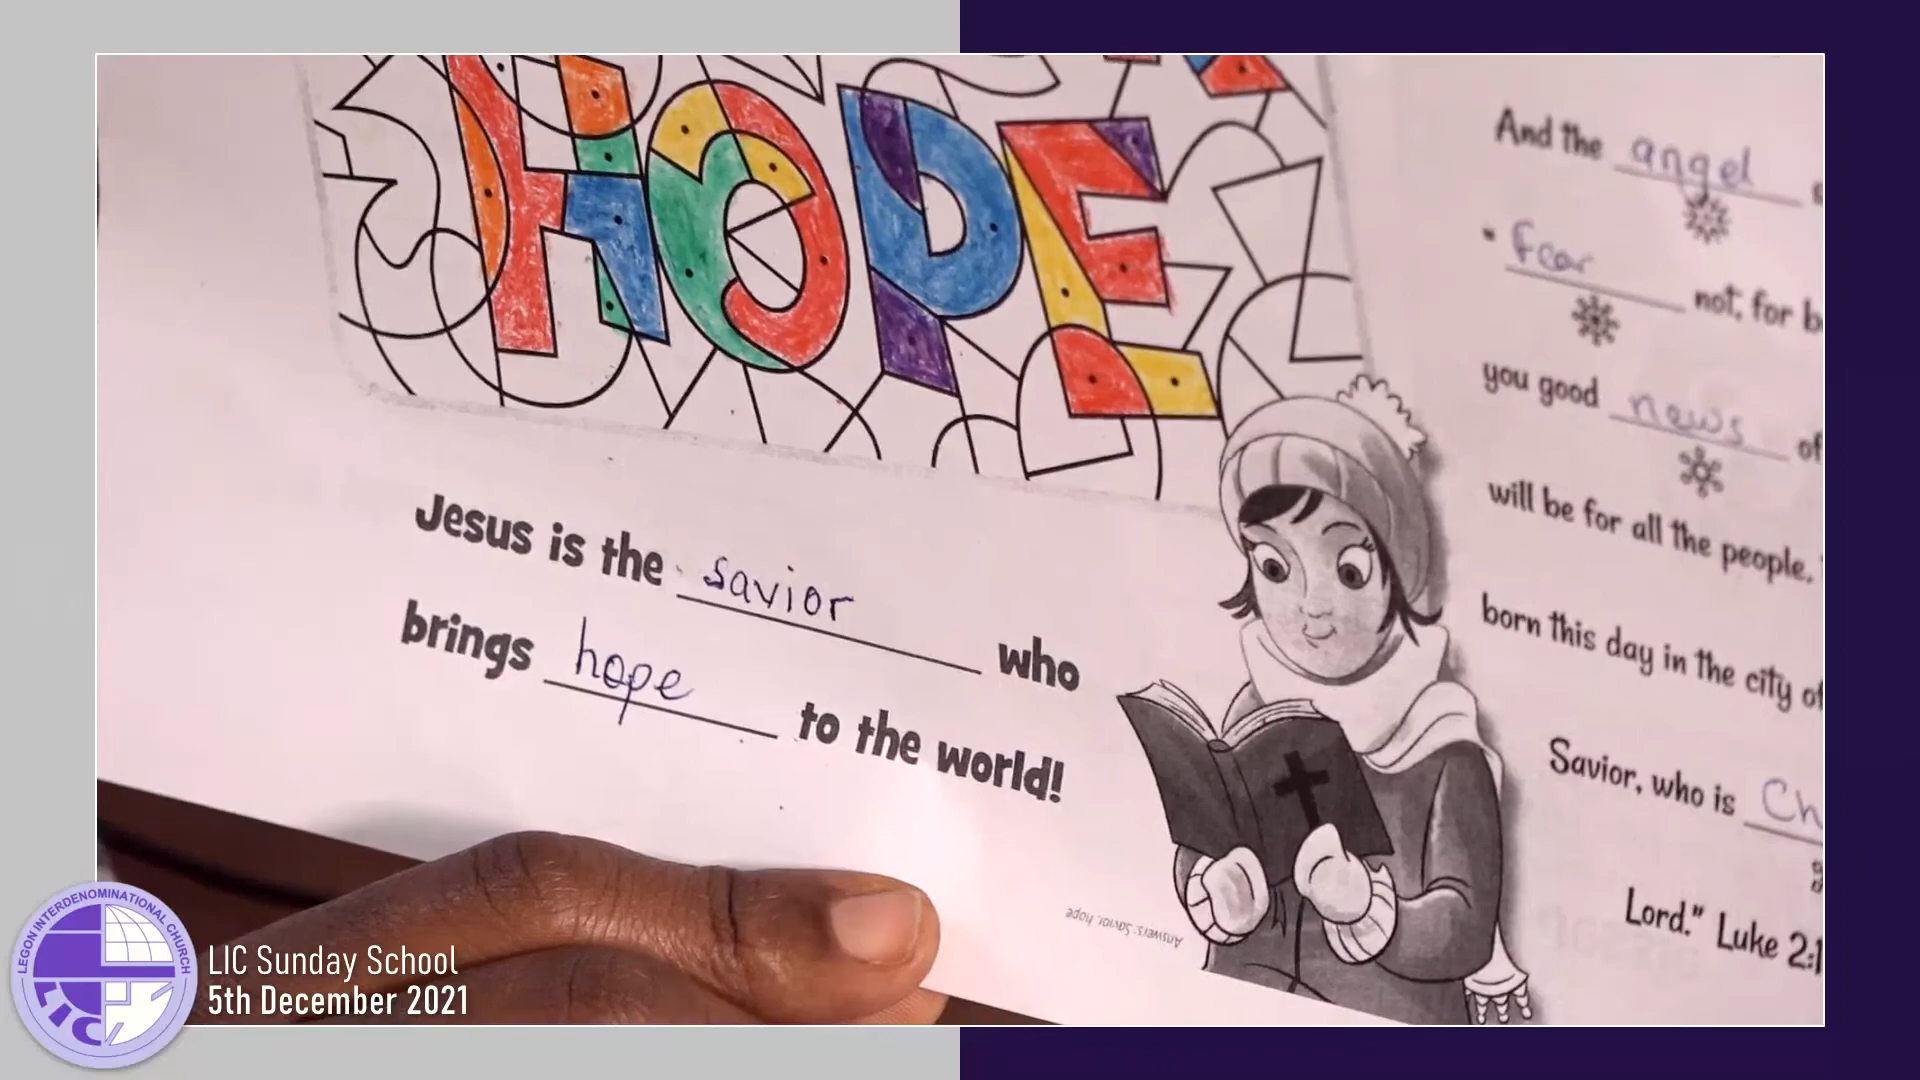 HOPE
Jesus is the savior who
brings hope to the world!
Answers: Savior, hope
And the angel
" Fear not, for b
you good news of
will be for all the people.
born this day in the city of
Savior, who is Ch
Lord." Luke 2:1
LEGON INTERDENOMINATIONAL CHURCH
LIC
LIC Sunday School
5th December 2021